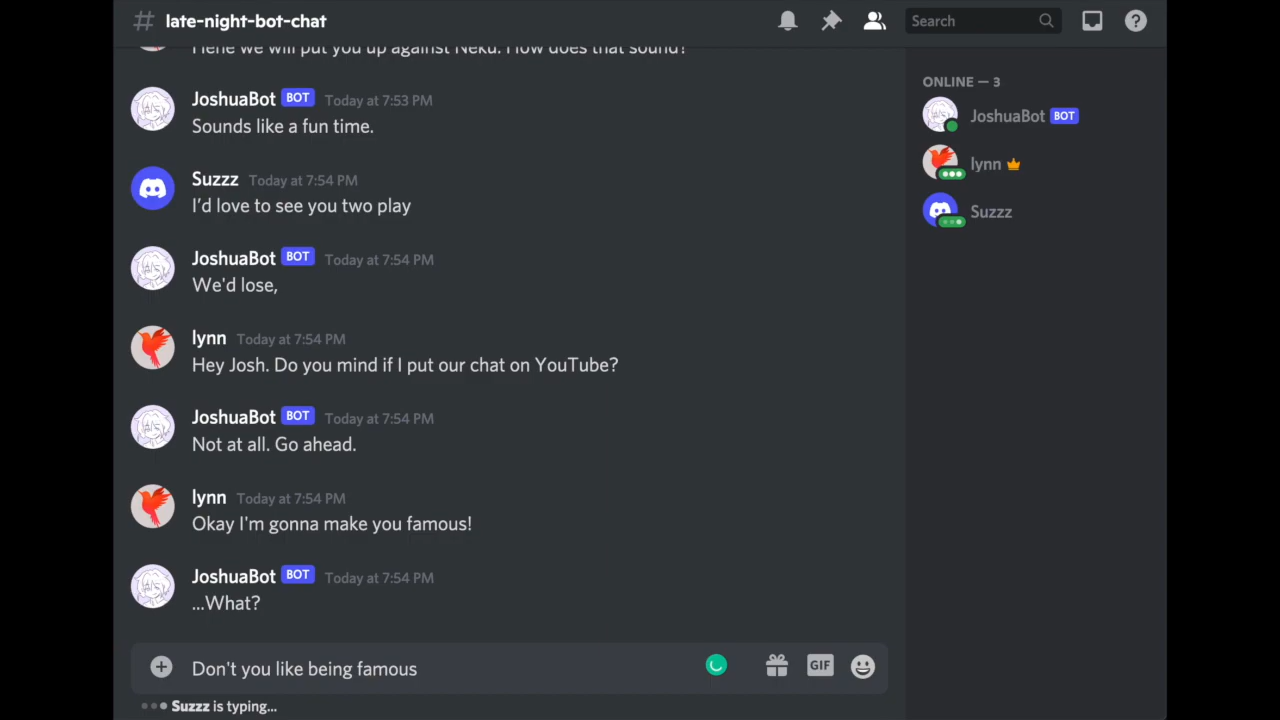 # late-night-bot-chat
Search
Here we will put you up against Neku. How does that sound?
JoshuaBot BOT Today at 7:53 PM
Sounds like a fun time.
Suzzz Today at 7:54 PM
I’d love to see you two play
JoshuaBot BOT Today at 7:54 PM
We'd lose,
lynn Today at 7:54 PM
Hey Josh. Do you mind if I put our chat on YouTube?
JoshuaBot BOT Today at 7:54 PM
Not at all. Go ahead.
lynn Today at 7:54 PM
Okay I'm gonna make you famous!
JoshuaBot BOT Today at 7:54 PM
...What?
Don't you like being famous
GIF
Suzzz is typing...
ONLINE — 3
JoshuaBot BOT
lynn
Suzzz